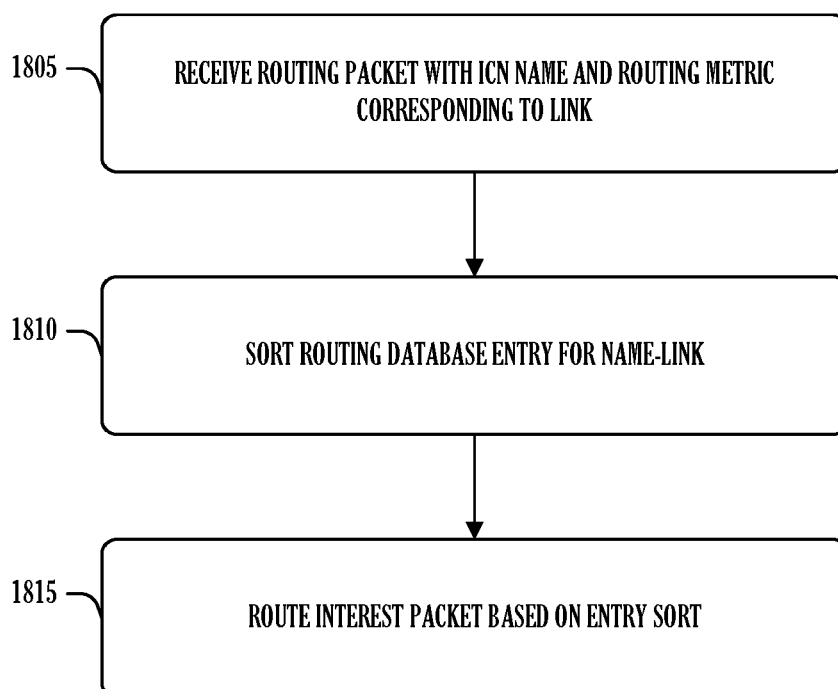 1805
RECEIVE ROUTING PACKET WITH ICN NAME AND ROUTING METRIC
CORRESPONDING TO LINK
1810
SORT ROUTING DATABASE ENTRY FOR NAME-LINK
1815
ROUTE INTEREST PACKET BASED ON ENTRY SORT